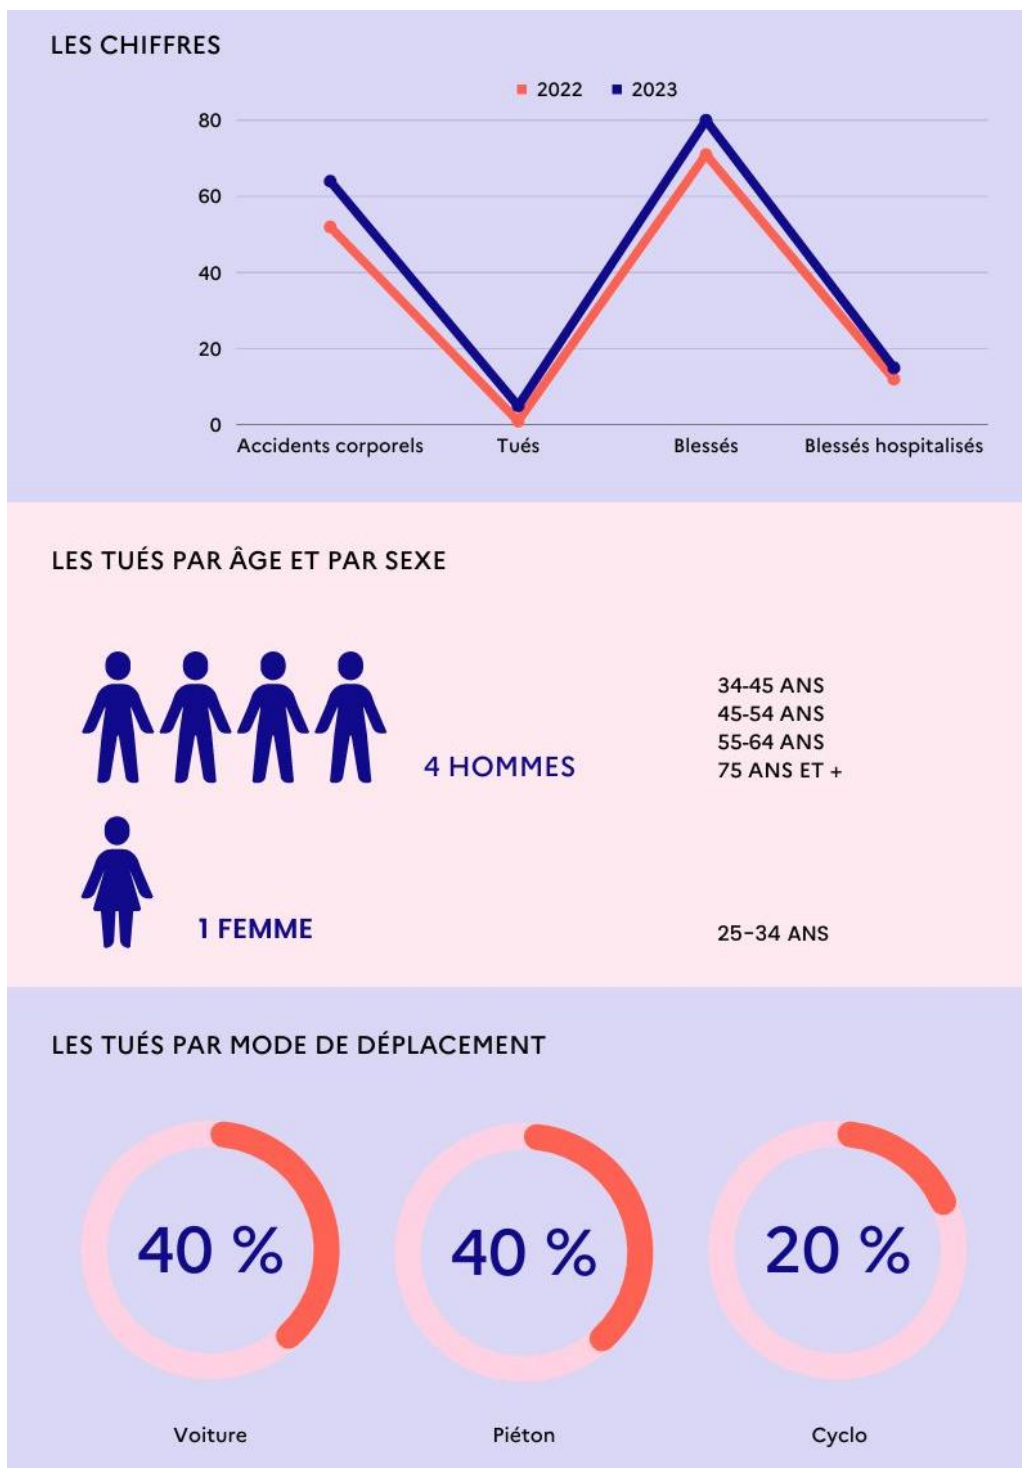 LES CHIFFRES
2022 2023
80
60
40
20
0
Accidents corporels Tués Blessés Blessés hospitalisés
LES TUÉS PAR ÂGE ET PAR SEXE
34-45 ANS
45-54 ANS
55-64 ANS
4 HOMMES 75 ANS ET +
1 FEMME 25-34 ANS
LES TUÉS PAR MODE DE DÉPLACEMENT
40 % 40 % 20 %
Voiture Piéton Cyclo